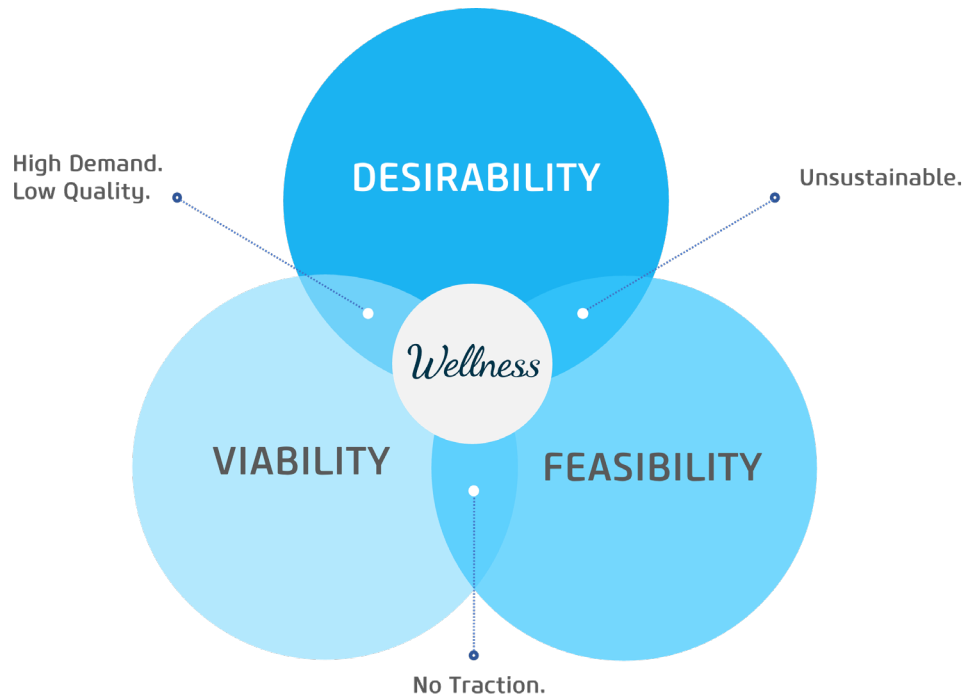 DESIRABILITY
High Demand.
Low Quality.
Unsustainable.
Wellness
VIABILITY
FEASIBILITY
No Traction.